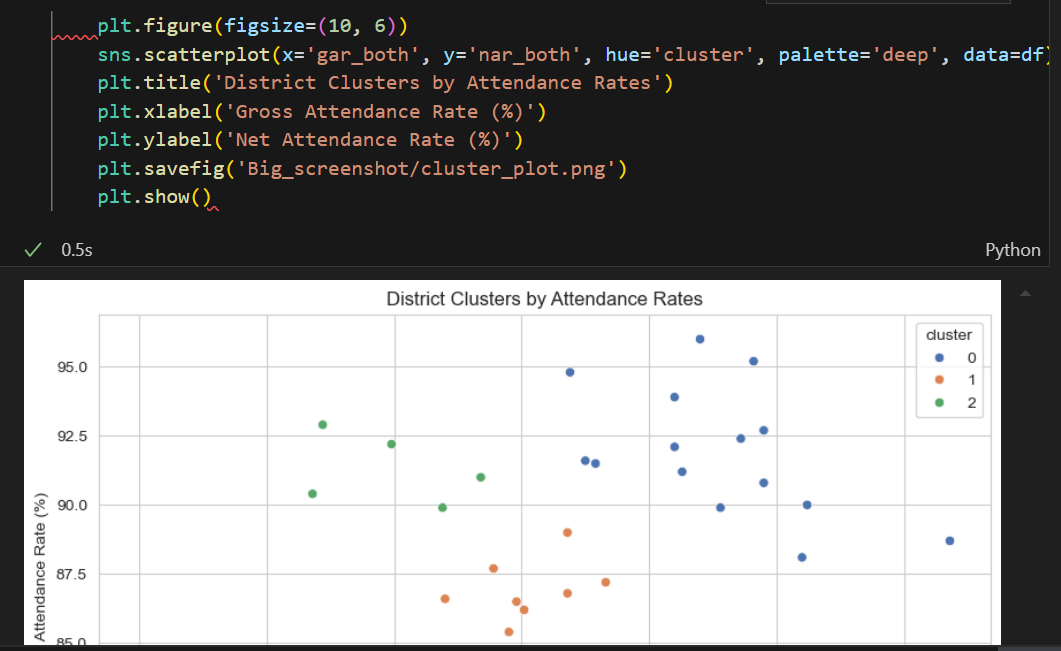 plt.figure(figsize=(10, 6))
sns.scatterplot(x='gar_both', y='nar_both', hue='cluster', palette='deep', data=df)
plt.title('District Clusters by Attendance Rates')
plt.xlabel('Gross Attendance Rate (%)')
plt.ylabel('Net Attendance Rate (%)')
plt.savefig('Big_screenshot/cluster_plot.png')
plt.show()
0.5s
Python
District Clusters by Attendance Rates
cluster
0
1
2
95.0
92.5
90.0
87.5
85.0
Attendance Rate (%)